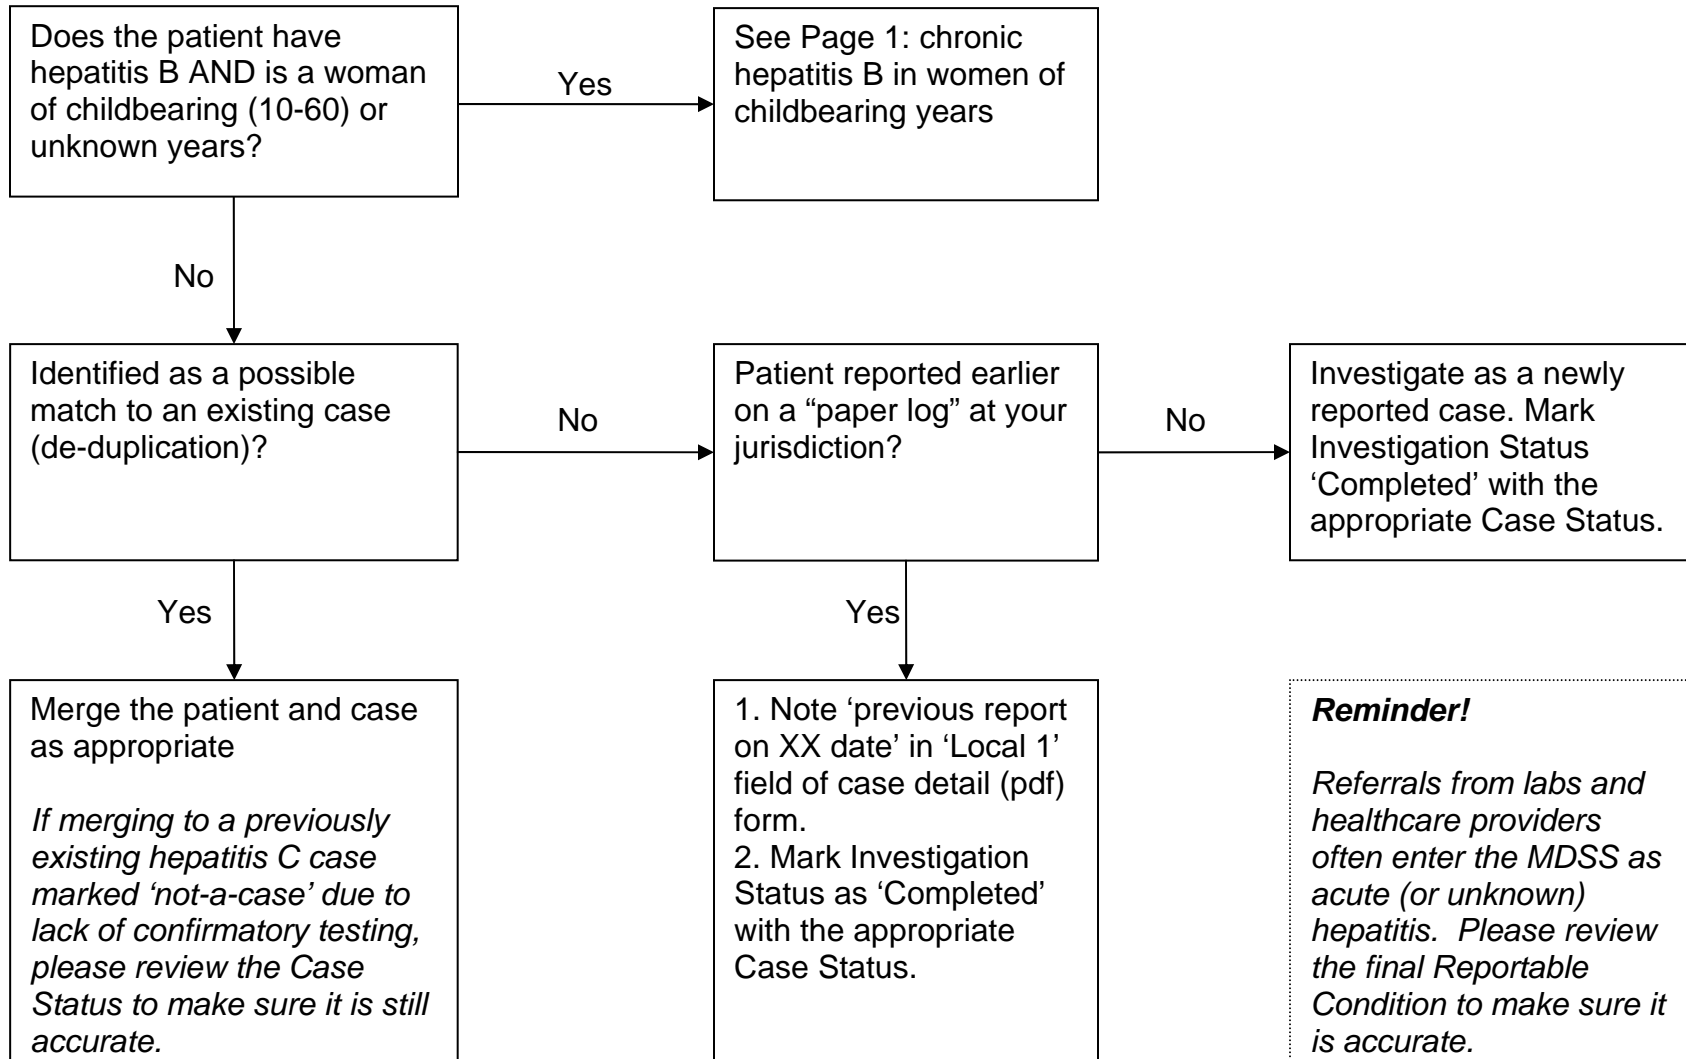 Does the patient have
hepatitis B AND is a woman
of childbearing (10-60) or
unknown years?
Yes
See Page 1: chronic
hepatitis B in women of
childbearing years
No
Identified as a possible
match to an existing case
(de-duplication)?
No
Patient reported earlier
on a “paper log” at your
jurisdiction?
No
Investigate as a newly
reported case. Mark
Investigation Status
‘Completed’ with the
appropriate Case Status.
Yes
Yes
Merge the patient and case
as appropriate
If merging to a previously
existing hepatitis C case
marked ‘not-a-case’ due to
lack of confirmatory testing,
please review the Case
Status to make sure it is still
accurate.
1. Note ‘previous report
on XX date’ in ‘Local 1’
field of case detail (pdf)
form.
2. Mark Investigation
Status as ‘Completed’
with the appropriate
Case Status.
Reminder!
Referrals from labs and
healthcare providers
often enter the MDSS as
acute (or unknown)
hepatitis.  Please review
the final Reportable
Condition to make sure it
is accurate.